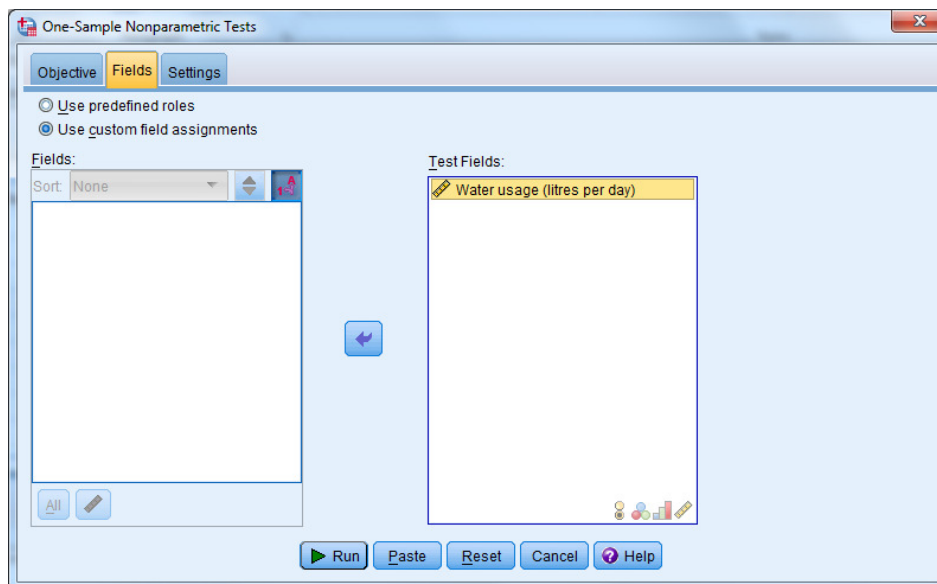 One-Sample Nonparametric Tests
Objective Fields Settings
Use predefined roles
Use custom field assignments
Fields:
Sort: None
Test Fields:
Water usage (litres per day)
All
Run Paste Reset Cancel Help